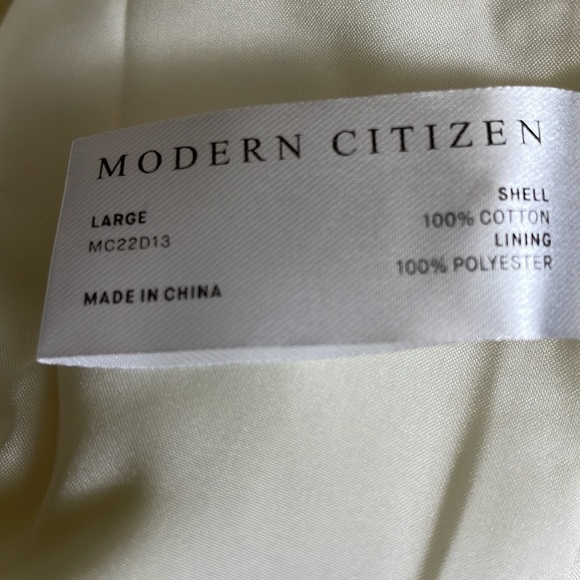 MODERN CITIZEN
LARGE
MC22D13
MADE IN CHINA
SHELL
100% COTTON
LINING
100% POLYESTER